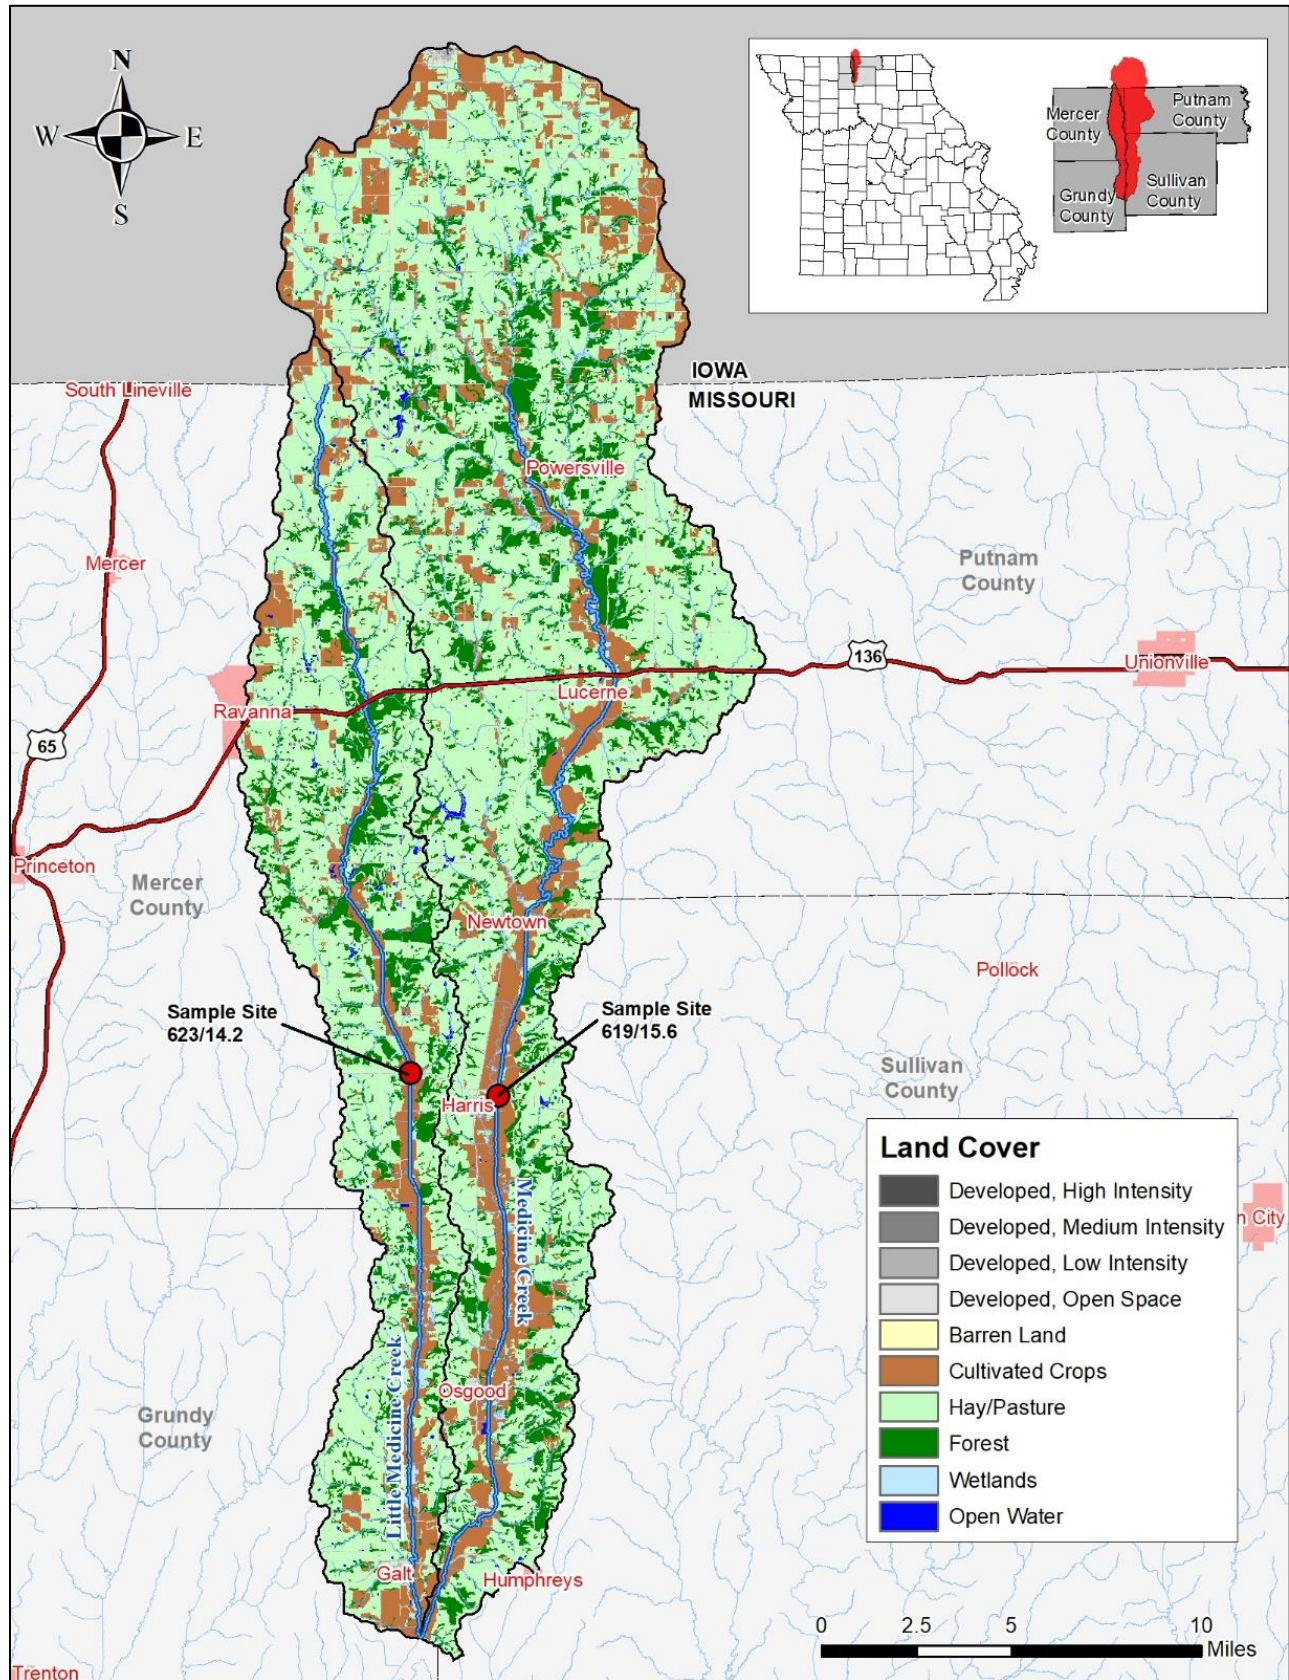 N
W
E
S
Mercer
County
Putnam
County
Grundy
County
Sullivan
County
IOWA
MISSOURI
South Lineville
Powersville
Mercer
Putnam
County
136
Unionville
Lucerne
Ravanna
65
Princeton
Mercer
County
Newtown
Pollock
Sample Site
623/14.2
Sample Site
619/15.6
Sullivan
County
Harris
Medicine Creek
Little Medicine Creek
n City
Osgood
Grundy
County
Galt
Humphreys
Trenton
Land Cover
Developed, High Intensity
Developed, Medium Intensity
Developed, Low Intensity
Developed, Open Space
Barren Land
Cultivated Crops
Hay/Pasture
Forest
Wetlands
Open Water
0 2.5 5 10
Miles